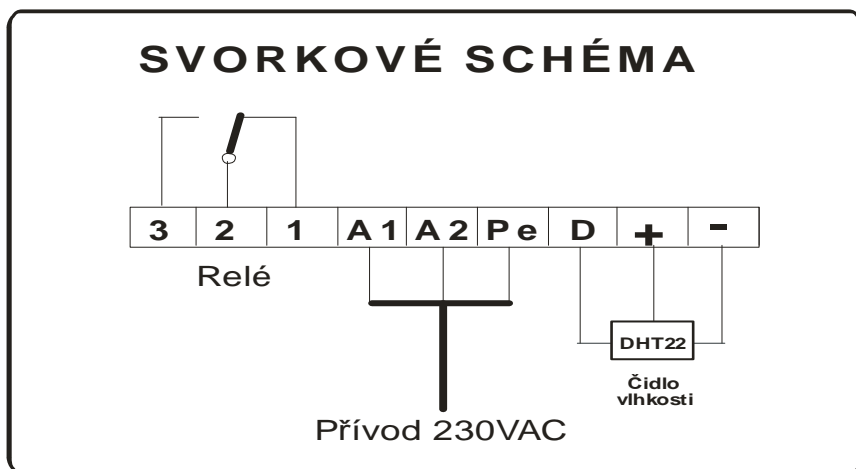 SVORKOVÉ SCHÉMA
3 2 1 A1 A2 Pe D + -
Relé
DHT22
Čidlo
vlhkosti
Přívod 230VAC